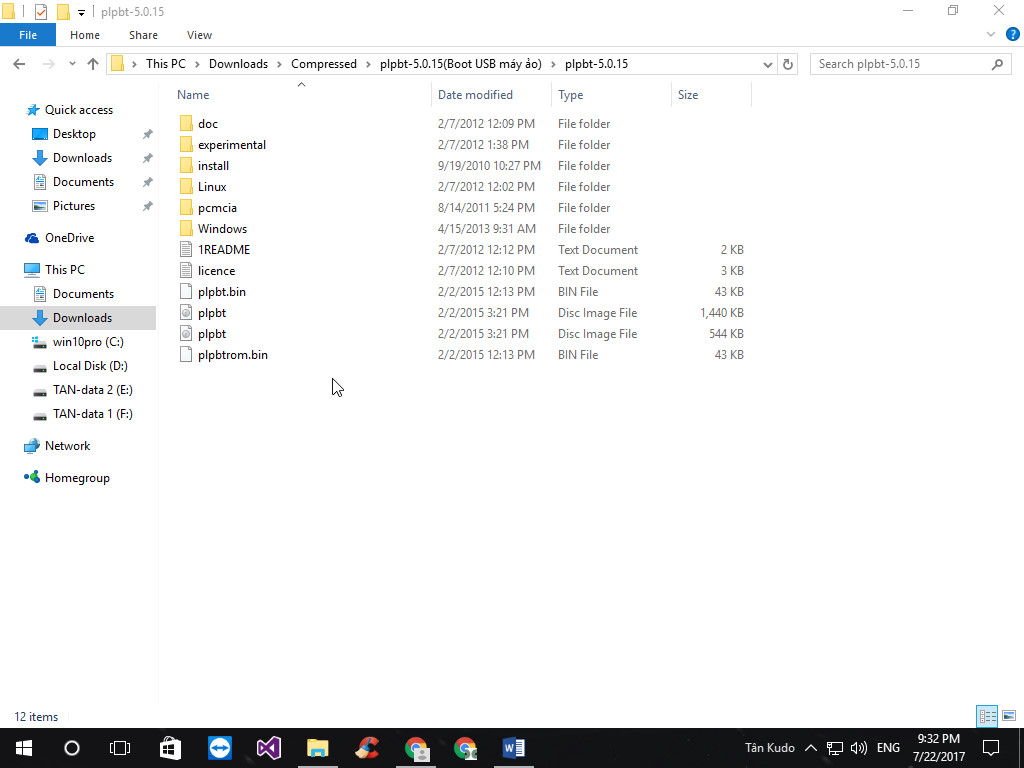 plpbt-5.0.15
File Home Share View
This PC Downloads Compressed plpbt-5.0.15(Boot USB máy ảo) plpbt-5.0.15
Search plpbt-5.0.15
Name Date modified Type Size
Quick access
Desktop
Downloads
Documents
Pictures
OneDrive
This PC
Documents
Downloads
win10pro (C:)
Local Disk (D:)
TAN-data 2 (E:)
TAN-data 1 (F:)
Network
Homegroup
doc 2/7/2012 12:09 PM File folder
experimental 2/7/2012 1:38 PM File folder
install 9/19/2010 10:27 PM File folder
Linux 2/7/2012 12:02 PM File folder
pcmcia 8/14/2011 5:24 PM File folder
Windows 4/15/2013 9:31 AM File folder
1README 2/7/2012 12:12 PM Text Document 2 KB
licence 2/7/2012 12:10 PM Text Document 3 KB
plpbt.bin 2/2/2015 12:13 PM BIN File 43 KB
plpbt 2/2/2015 3:21 PM Disc Image File 1,440 KB
plpbt 2/2/2015 3:21 PM Disc Image File 544 KB
plpbtrom.bin 2/2/2015 12:13 PM BIN File 43 KB
12 items
Tân Kudo ENG
9:32 PM
7/22/2017